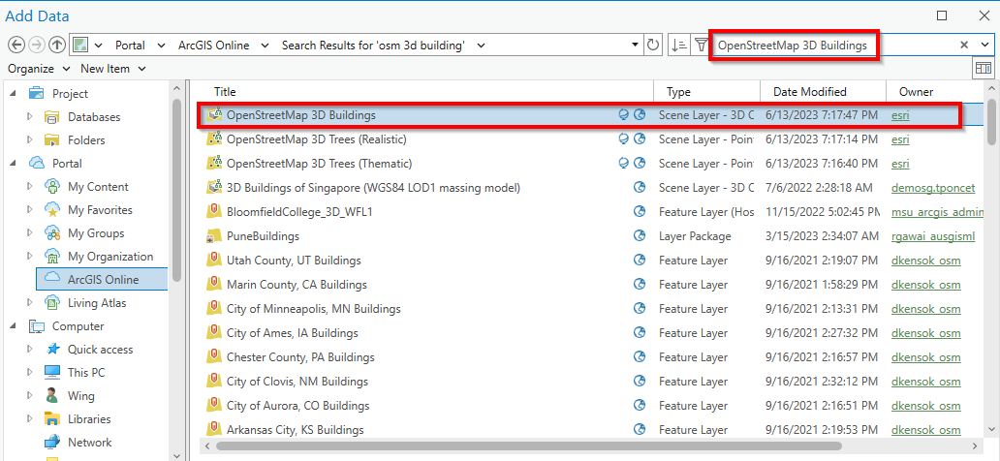 Add Data
Portal ArcGIS Online Search Results for 'osm 3d building' OpenStreetMap 3D Buildings
Organize New Item
Project
Databases
Folders
Portal
My Content
My Favorites
My Groups
My Organization
ArcGIS Online
Living Atlas
Computer
Quick access
This PC
Wing
Libraries
Network
Title Type Date Modified Owner
OpenStreetMap 3D Buildings Scene Layer - 3D O 6/13/2023 7:17:47 PM esri
OpenStreetMap 3D Trees (Realistic) Scene Layer - Point 6/13/2023 7:17:14 PM esri
OpenStreetMap 3D Trees (Thematic) Scene Layer - Point 6/13/2023 7:16:40 PM esri
3D Buildings of Singapore (WGS84 LOD1 massing model) Scene Layer - 3D O 7/6/2022 2:28:18 AM demosg.tponcet
BloomfieldCollege_3D_WFL1 Feature Layer (Hos 11/15/2022 5:02:45 PM msu_arcgis_admin
PuneBuildings Layer Package 3/15/2023 2:34:07 AM rgawai_ausgisml
Utah County, UT Buildings Feature Layer 9/16/2021 2:19:07 PM dkensok_osm
Marin County, CA Buildings Feature Layer 9/16/2021 1:58:29 PM dkensok_osm
City of Minneapolis, MN Buildings Feature Layer 9/16/2021 2:13:31 PM dkensok_osm
City of Ames, IA Buildings Feature Layer 9/16/2021 2:27:32 PM dkensok_osm
Chester County, PA Buildings Feature Layer 9/16/2021 2:16:57 PM dkensok_osm
City of Clovis, NM Buildings Feature Layer 9/16/2021 2:32:12 PM dkensok_osm
City of Aurora, CO Buildings Feature Layer 9/16/2021 2:16:51 PM dkensok_osm
Arkansas City, KS Buildings Feature Layer 9/16/2021 2:19:53 PM dkensok_osm